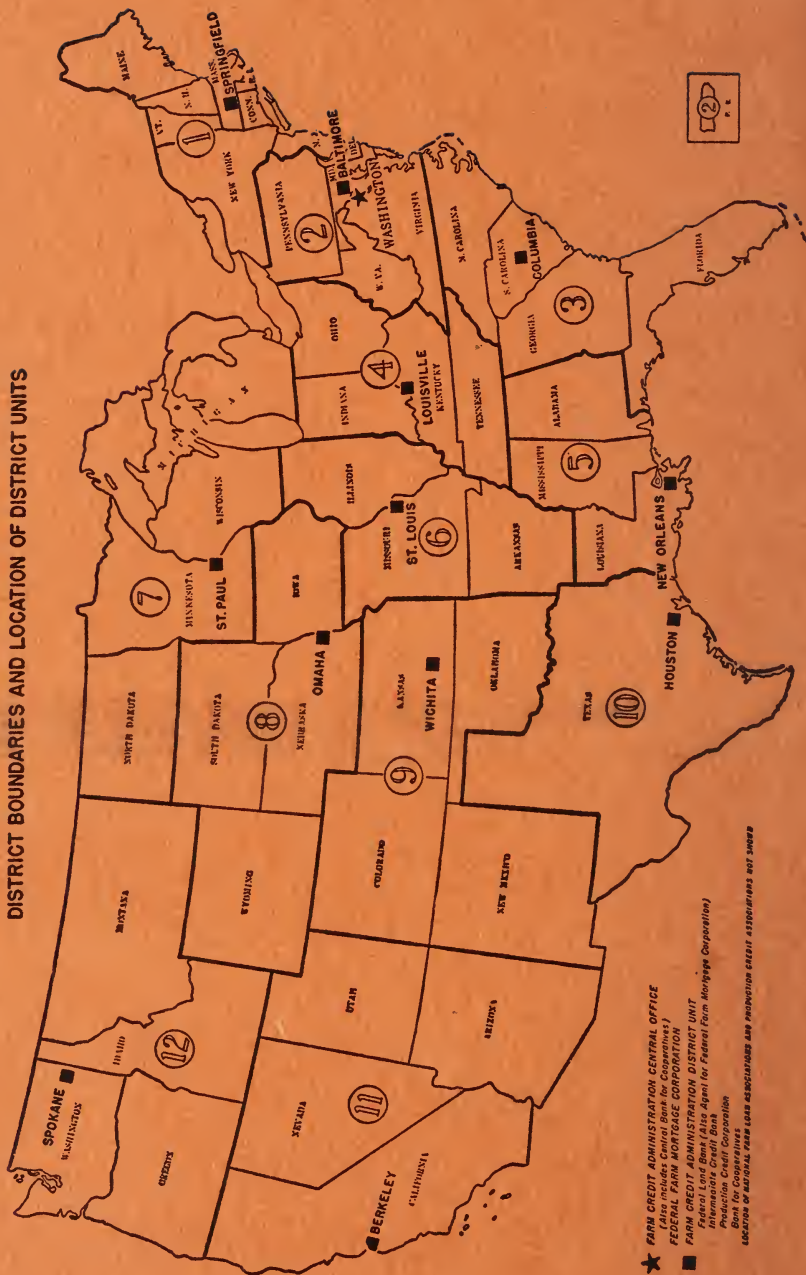 DISTRICT BOUNDARIES AND LOCATION OF DISTRICT UNITS
SPOKANE
WASHINGTON
OREGON
IDAHO
12
MONTANA
WYOMING
NEVADA
11
CALIFORNIA
BERKELEY
UTAH
ARIZONA
COLORADO
NEW MEXICO
9
NORTH DAKOTA
SOUTH DAKOTA
8
NEBRASKA
OMAHA
KANSAS
WICHITA
OKLAHOMA
TEXAS
10
HOUSTON
7
MINNESOTA
ST. PAUL
WISCONSIN
IOWA
ILLINOIS
MISSOURI
ST. LOUIS
6
ARKANSAS
LOUISIANA
NEW ORLEANS
MISSISSIPPI
5
ALABAMA
INDIANA
OHIO
4
LOUISVILLE
KENTUCKY
TENNESSEE
MAINE
VT.
N. H.
MASS.
SPRINGFIELD
CONN.
R. I.
1
NEW YORK
PENNSYLVANIA
2
N. J.
MD.
DEL.
BALTIMORE
WASHINGTON
W. VA.
VIRGINIA
N. CAROLINA
S. CAROLINA
COLUMBIA
GEORGIA
3
FLORIDA
2
P. R.
★ FARM CREDIT ADMINISTRATION CENTRAL OFFICE
(Also includes Central Bank for Cooperatives)
FEDERAL FARM MORTGAGE CORPORATION
■ FARM CREDIT ADMINISTRATION DISTRICT UNIT
Federal Land Bank (Also Agent for Federal Farm Mortgage Corporation)
Intermediate Credit Bank
Production Credit Corporation
Bank for Cooperatives
LOCATION OF NATIONAL FARM LOAN ASSOCIATIONS AND PRODUCTION CREDIT ASSOCIATIONS NOT SHOWN